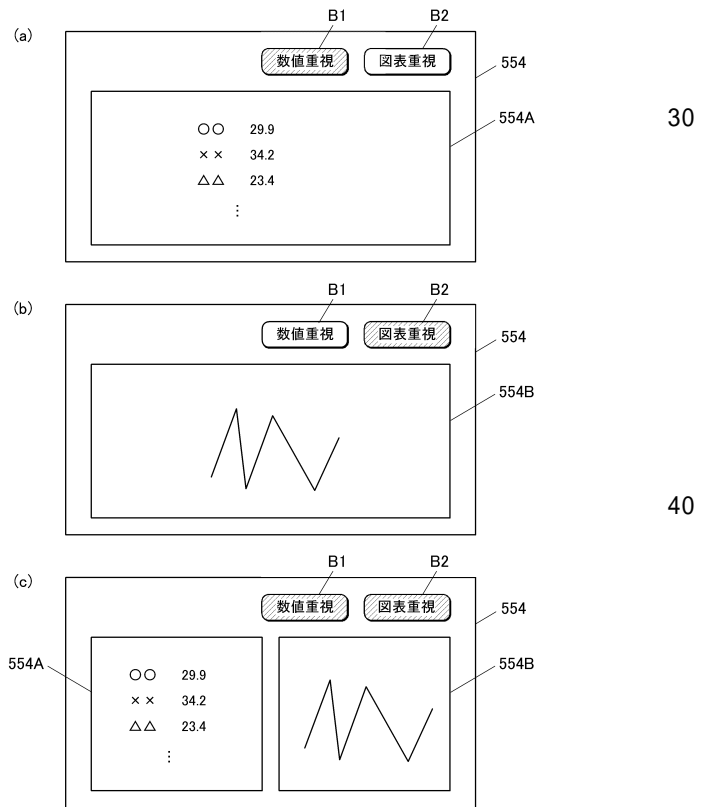 B1 B2
(a)
数値重視 図表重視
554
554A
30
○○ 29.9
×× 34.2
△△ 23.4
⋮
B1 B2
(b)
数値重視 図表重視
554
554B
40
B1 B2
(c)
数値重視 図表重視
554
554A
554B
○○ 29.9
×× 34.2
△△ 23.4
⋮